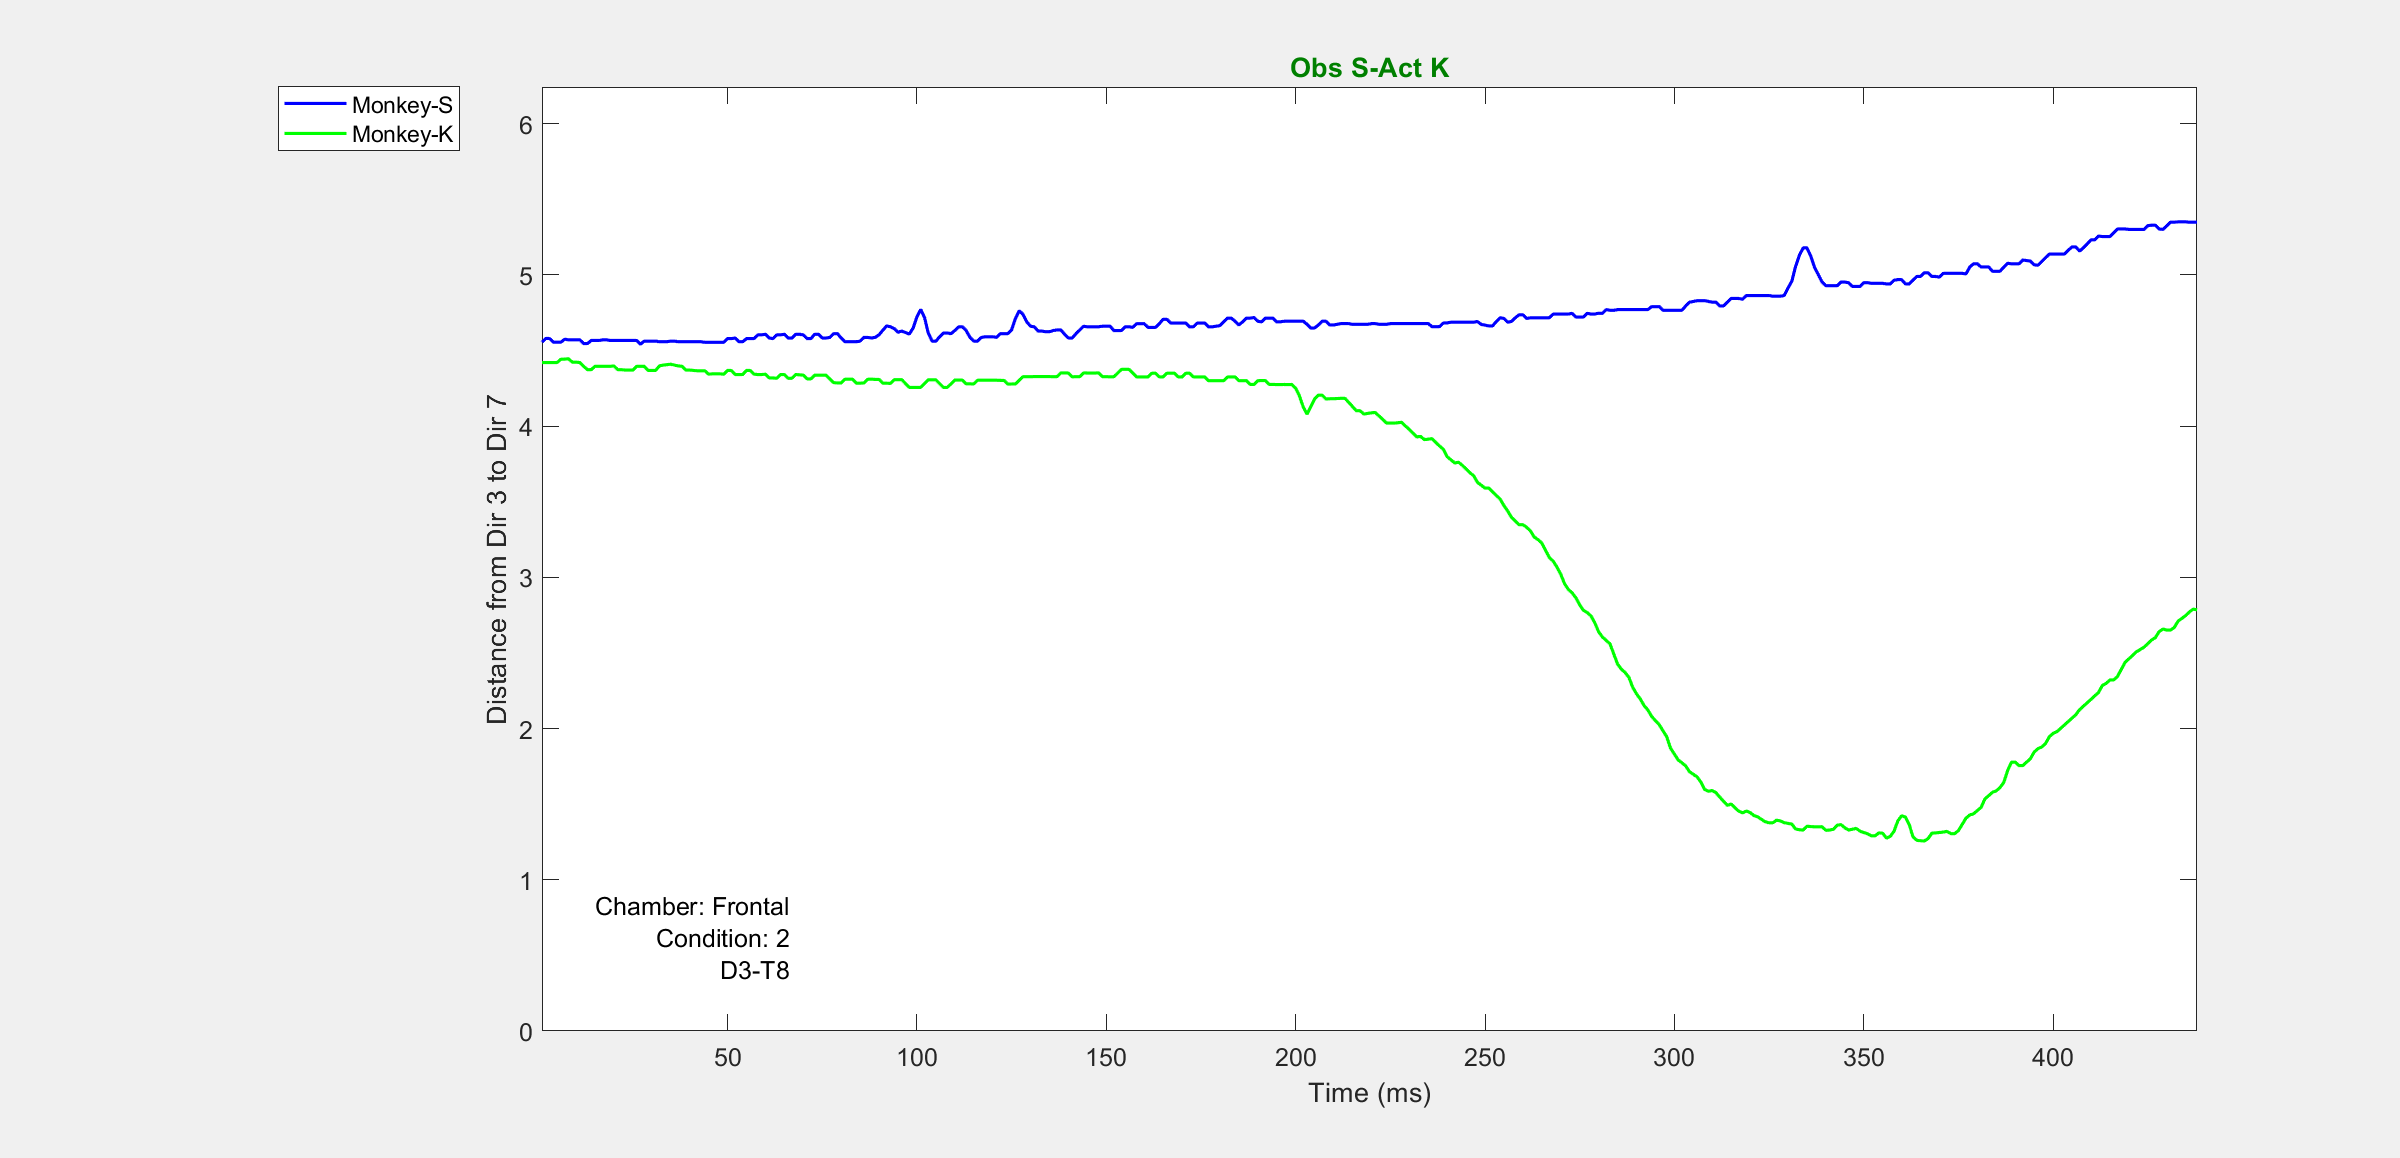 Obs S-Act K
Monkey-S
Monkey-K
6
5
4
3
2
1
0
Distance from Dir 3 to Dir 7
Chamber: Frontal
Condition: 2
D3-T8
50 100 150 200 250 300 350 400
Time (ms)